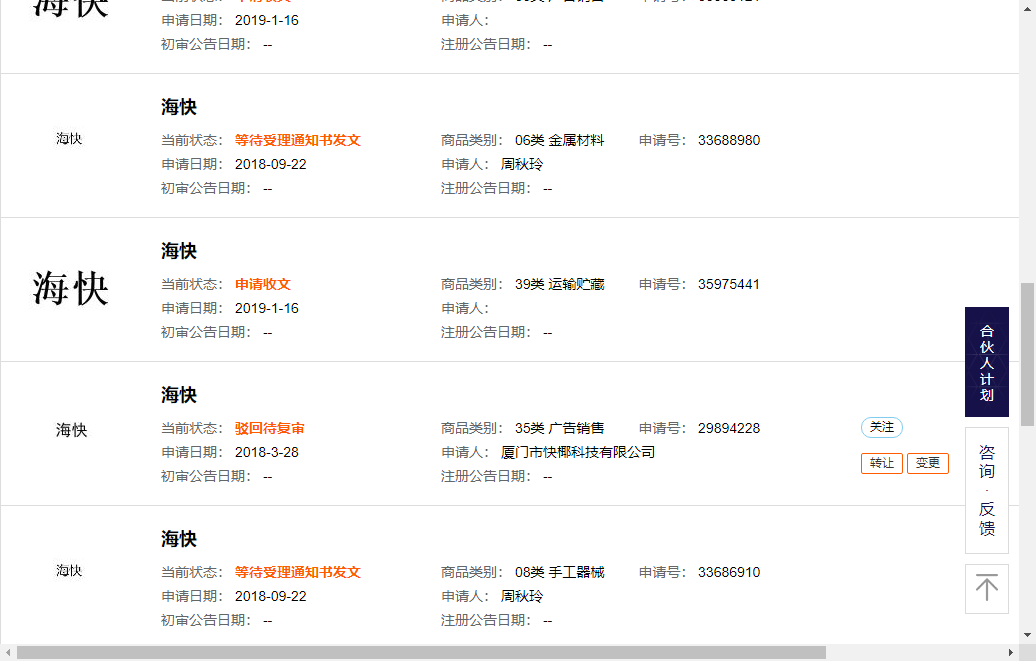 海快
申请日期： 2019-1-16 申请人：
初审公告日期： -- 注册公告日期： --
海快
海快
当前状态： 等待受理通知书发文 商品类别： 06类 金属材料 申请号： 33688980
申请日期： 2018-09-22 申请人： 周秋玲
初审公告日期： -- 注册公告日期： --
海快
海快
当前状态： 申请收文 商品类别： 39类 运输贮藏 申请号： 35975441
申请日期： 2019-1-16 申请人：
初审公告日期： -- 注册公告日期： --
海快
海快
当前状态： 驳回待复审 商品类别： 35类 广告销售 申请号： 29894228 关注
申请日期： 2018-3-28 申请人： 厦门市快椰科技有限公司 转让 变更
初审公告日期： -- 注册公告日期： --
海快
海快
当前状态： 等待受理通知书发文 商品类别： 08类 手工器械 申请号： 33686910
申请日期： 2018-09-22 申请人： 周秋玲
初审公告日期： -- 注册公告日期： --
合伙人计划
咨询·反馈